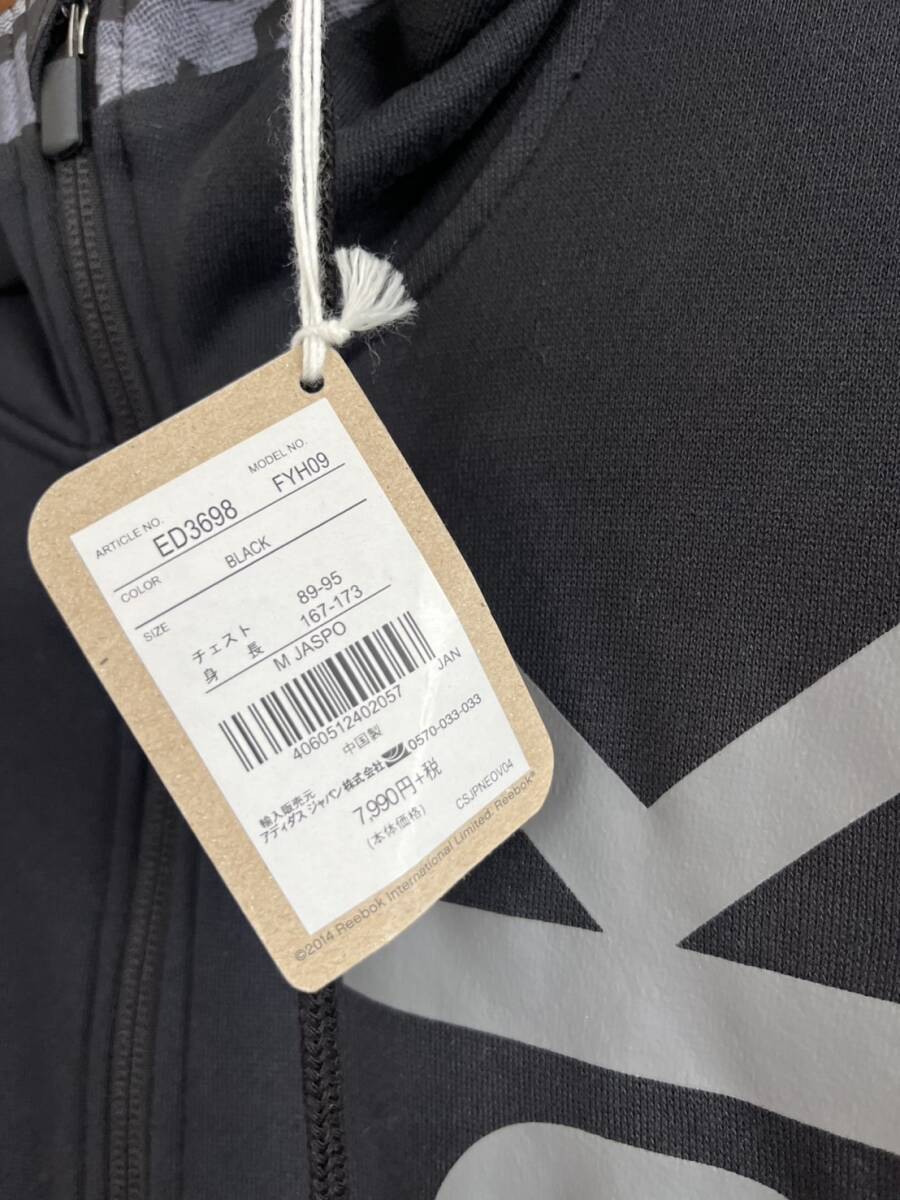 ARTICLE NO. MODEL NO.
ED3698 FYH09
COLOR BLACK
SIZE
チェスト 89-95
身 長 167-173
M JASPO
4060512402057 JAN
中国製
輸入販売元
アディダス ジャパン株式会社 0570-033-033
7,990円+税
(本体価格)
CSJPNEOV04
©2014 Reebok International Limited. Reebok®